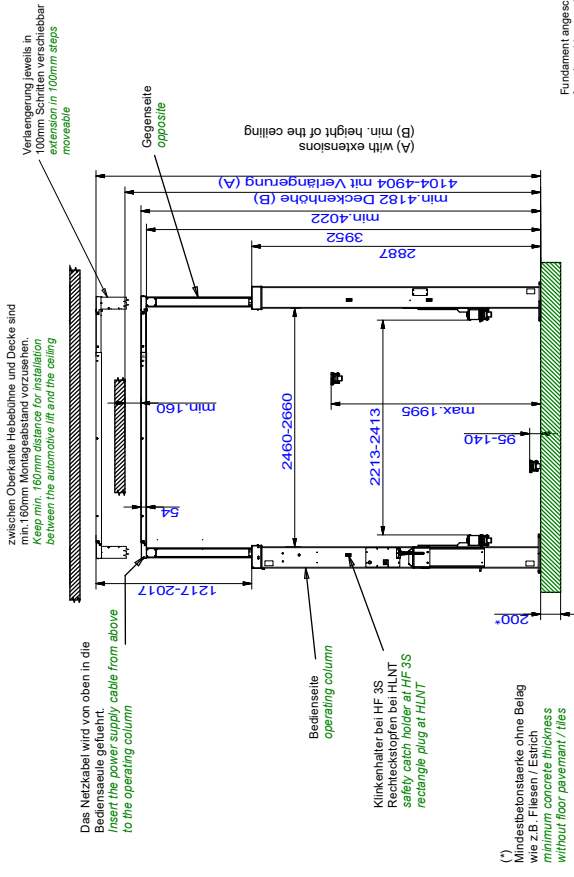 zwischen Oberkante Hebebühne und Decke sind
min.160mm Montageabstand vorzusehen.
Keep min. 160mm distance for installation
between the automotive lift and the ceiling
Verlaengerung jeweils in
100mm Schritten verschiebbar
extension in 100mm steps
moveable
Das Netzkabel wird von oben in die
Bediensaeule gefuehrt.
Insert the power supply cable from above
to the operating column
Gegenseite
opposite
(A) with extensions
(B) min. height of the ceiling
4104-4904 mit Verlängerung (A)
min.4182 Deckenhöhe (B)
min.4022
3952
2887
min.160
54
1217-2017
2460-2660
2213-2413
max.1995
95-140
200*
Bedienseite
operating column
Klinkenhalter bei HF 3S
Rechteckstopfen bei HLNT
safety catch holder at HF 3S
rectangle plug at HLNT
(*)
Mindestbetonstaerke ohne Belag
wie z.B. Fliesen / Estrich
minimum concrete thickness
without floor pavement / tiles
Fundament angesc